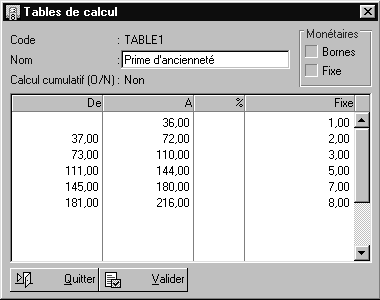 Tables de calcul
Monétaires
Code : TABLE1
Bornes
Nom : Prime d'ancienneté
Fixe
Calcul cumulatif (O/N) : Non
De A % Fixe
36,00 1,00
37,00 72,00 2,00
73,00 110,00 3,00
111,00 144,00 5,00
145,00 180,00 7,00
181,00 216,00 8,00
Quitter Valider